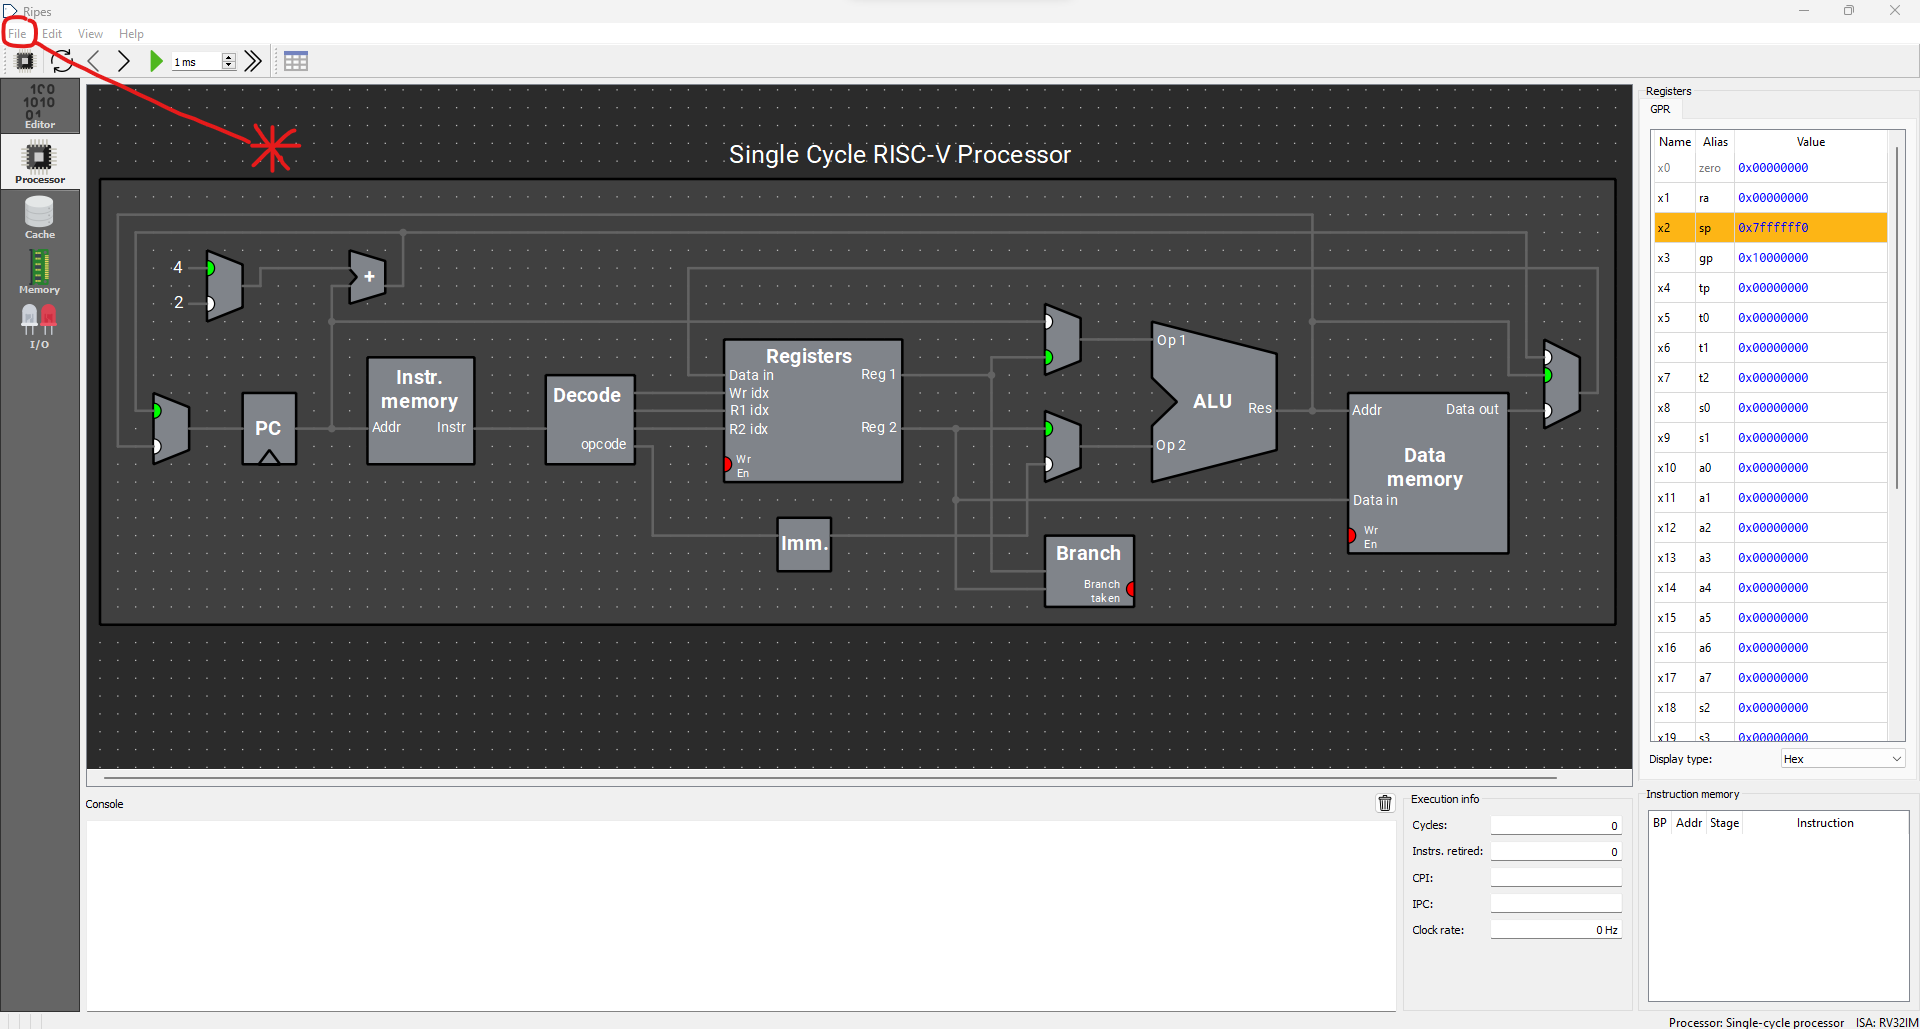 Ripes
File Edit View Help
1 ms
100
1010
01
Editor
Processor
Cache
Memory
I/O
Single Cycle RISC-V Processor
4
2
+
PC
Instr.
memory
Addr Instr
Decode
opcode
Registers
Data in Reg 1
Wr idx
R1 idx
R2 idx Reg 2
Wr
En
Imm.
Op 1
ALU Res
Op 2
Branch
Branch
taken
Addr Data out
Data
memory
Data in
Wr
En
Registers
GPR
Name Alias Value
x0 zero 0x00000000
x1 ra 0x00000000
x2 sp 0x7ffffff0
x3 gp 0x10000000
x4 tp 0x00000000
x5 t0 0x00000000
x6 t1 0x00000000
x7 t2 0x00000000
x8 s0 0x00000000
x9 s1 0x00000000
x10 a0 0x00000000
x11 a1 0x00000000
x12 a2 0x00000000
x13 a3 0x00000000
x14 a4 0x00000000
x15 a5 0x00000000
x16 a6 0x00000000
x17 a7 0x00000000
x18 s2 0x00000000
x19 s3 0x00000000
Display type: Hex
Console
Execution info
Cycles: 0
Instrs. retired: 0
CPI:
IPC:
Clock rate: 0 Hz
Instruction memory
BP Addr Stage Instruction
Processor: Single-cycle processor ISA: RV32IM